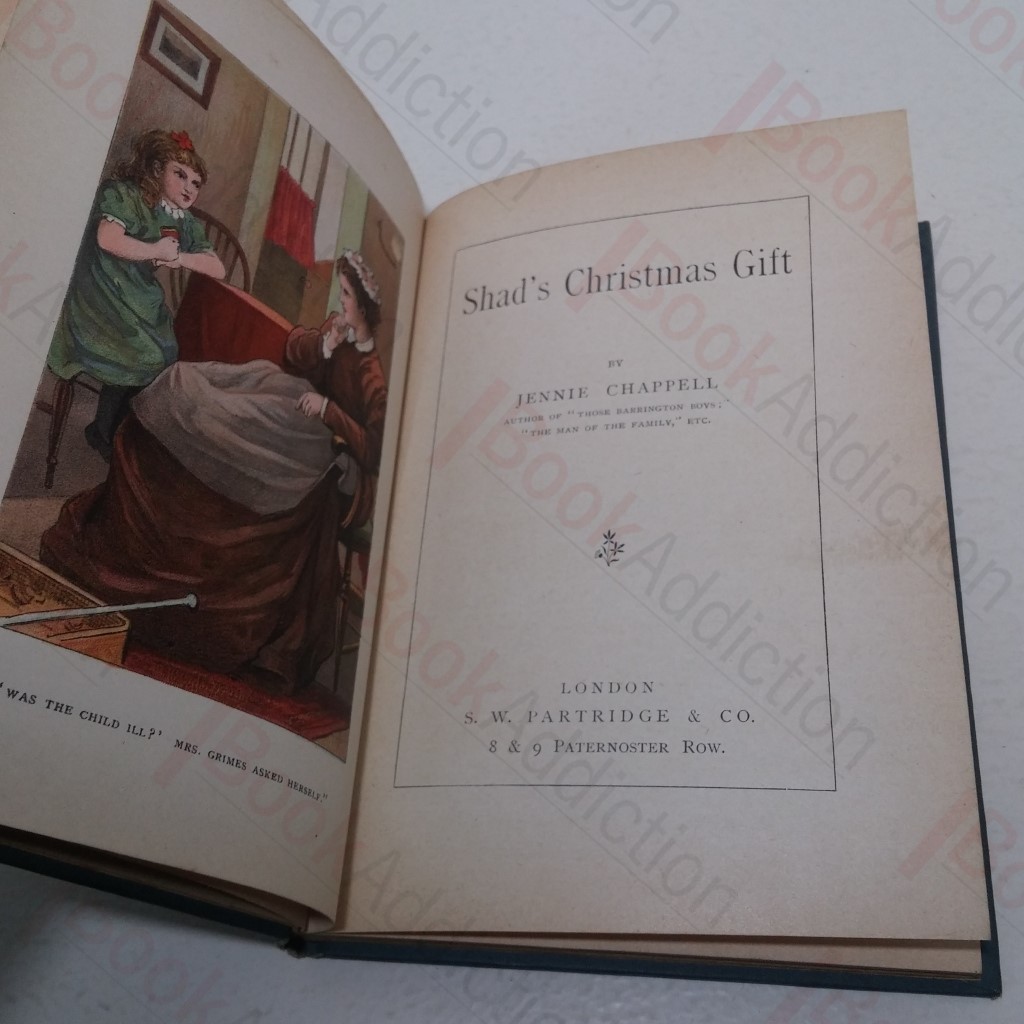 'WAS THE CHILD ILL?' MRS. GRIMES ASKED HERSELF."
Shad's Christmas Gift
BY
JENNIE CHAPPELL
AUTHOR OF "THOSE BARRINGTON BOYS;"
"THE MAN OF THE FAMILY," ETC.
LONDON
S. W. PARTRIDGE & CO.
8 & 9 PATERNOSTER ROW.
BookAddiction